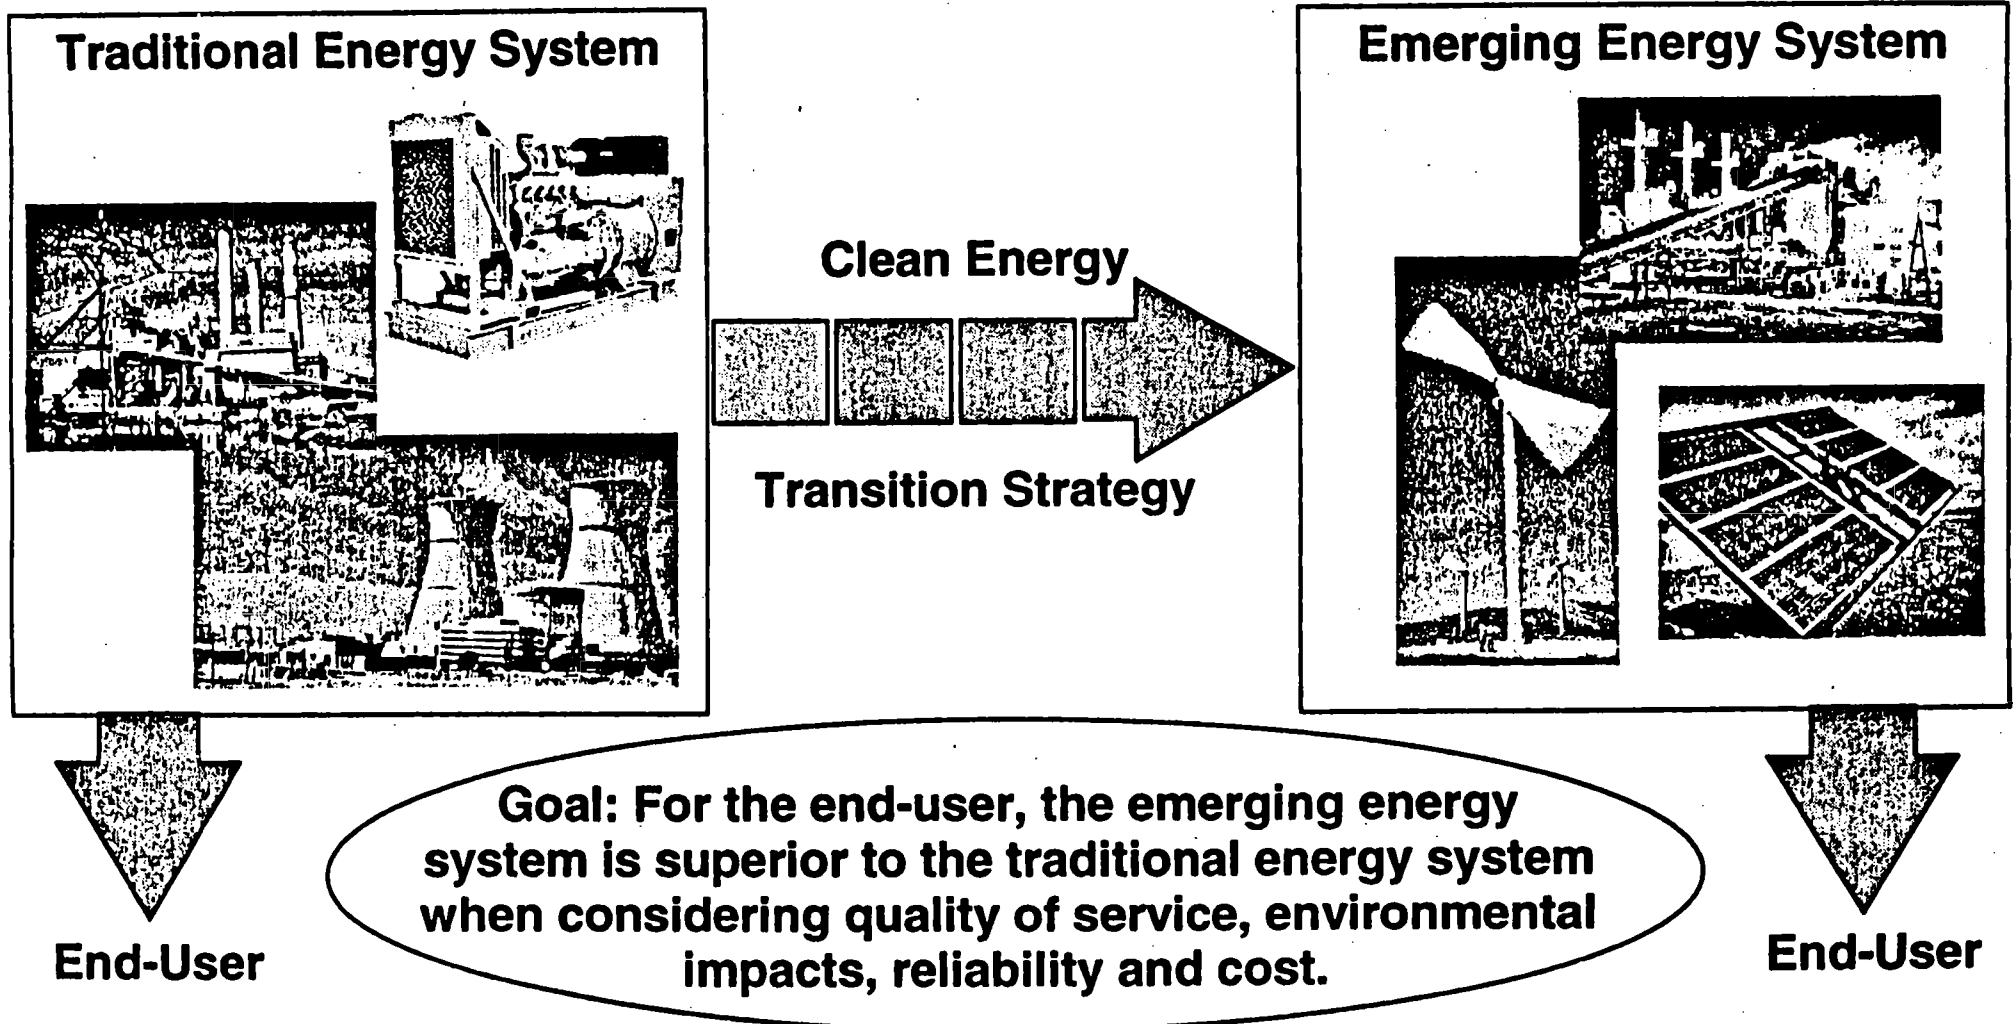 Traditional Energy System
Emerging Energy System
Clean Energy
Transition Strategy
Goal: For the end-user, the emerging energy
system is superior to the traditional energy system
when considering quality of service, environmental
impacts, reliability and cost.
End-User
End-User